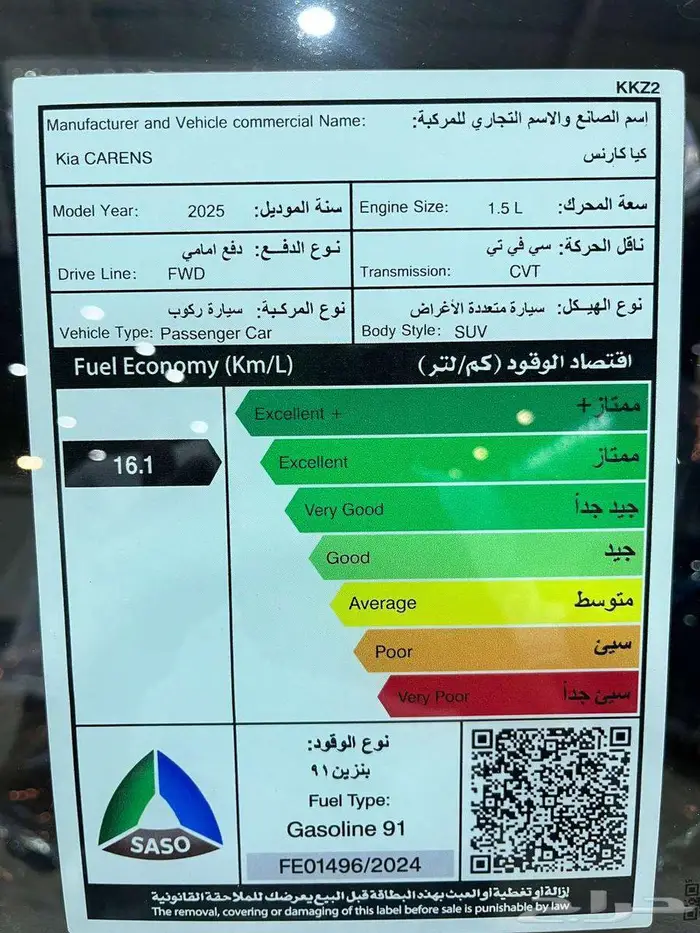 KKZ2
Manufacturer and Vehicle commercial Name: إسم الصانع والاسم التجاري للمركبة:
Kia CARENS كيا كارنس
Model Year: 2025 سنة الموديل:
Engine Size: 1.5 L سعة المحرك:
نوع الدفع: دفع امامي
Drive Line: FWD
ناقل الحركة: سي في تي
Transmission: CVT
نوع المركبة: سيارة ركوب
Vehicle Type: Passenger Car
نوع الهيكل: سيارة متعددة الأغراض
Body Style: SUV
Fuel Economy (Km/L) اقتصاد الوقود (كم/لتر)
Excellent + ممتاز+
16.1
Excellent ممتاز
Very Good جيد جداً
Good جيد
Average متوسط
Poor سيئ
Very Poor سيئ جداً
SASO
نوع الوقود:
بنزين ٩١
Fuel Type:
Gasoline 91
FE01496/2024
إزالة أو تغطية أو العبث بهذه البطاقة قبل البيع يعرضك للملاحقة القانونية
The removal, covering or damaging of this label before sale is punishable by law
حراج